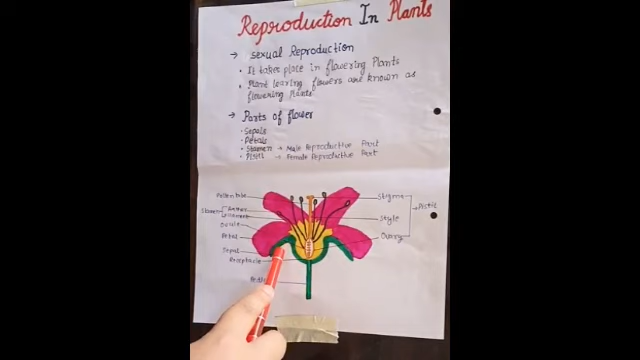 Reproduction In Plants
→ sexual Reproduction
• It takes place in flowering Plants
• Plant bearing flowers are known as
flowering Plants
→ Parts of flower
• Sepals
• Petals
• Stamen → Male Reproductive Part
• Pistil → Female Reproductive Part
Pollen tube
Stigma
Stamen
Anther
Filament
Pistil
Style
Ovule
Petal
Ovary
Sepal
Receptacle